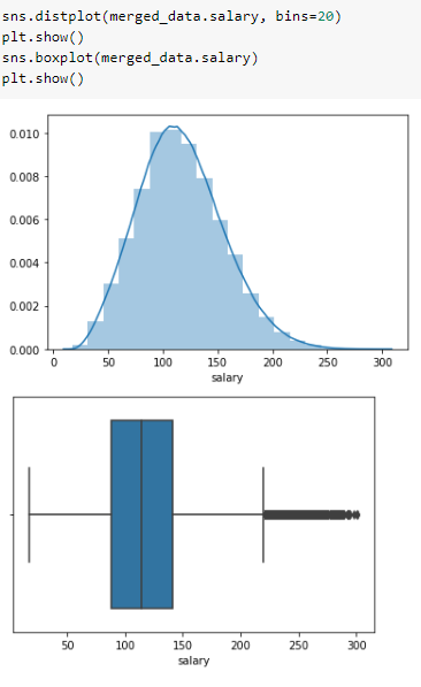 sns.distplot(merged_data.salary, bins=20)
plt.show()
sns.boxplot(merged_data.salary)
plt.show()
0.010
0.008
0.006
0.004
0.002
0.000
0 50 100 150 200 250 300
salary
50 100 150 200 250 300
salary